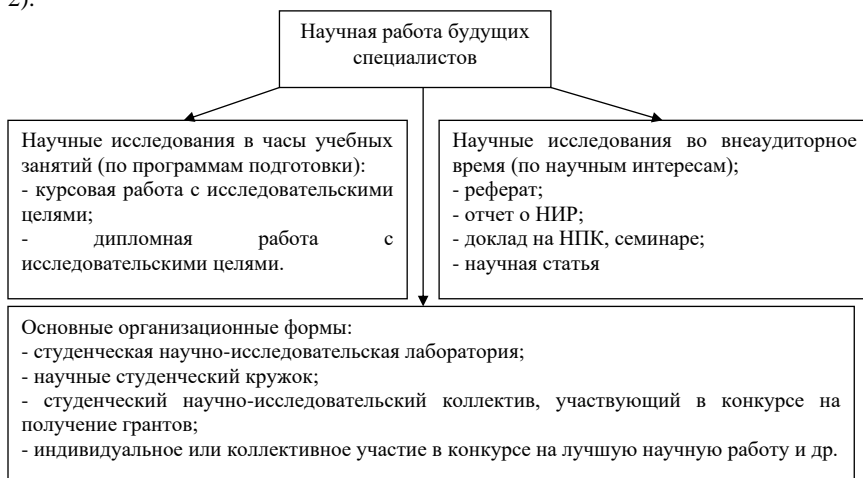 2).
Научная работа будущих
специалистов
Научные исследования в часы учебных
занятий (по программам подготовки):
- курсовая работа с исследовательскими
целями;
- дипломная работа с
исследовательскими целями.
Научные исследования во внеаудиторное
время (по научным интересам);
- реферат;
- отчет о НИР;
- доклад на НПК, семинаре;
- научная статья
Основные организационные формы:
- студенческая научно-исследовательская лаборатория;
- научные студенческий кружок;
- студенческий научно-исследовательский коллектив, участвующий в конкурсе на
получение грантов;
- индивидуальное или коллективное участие в конкурсе на лучшую научную работу и др.